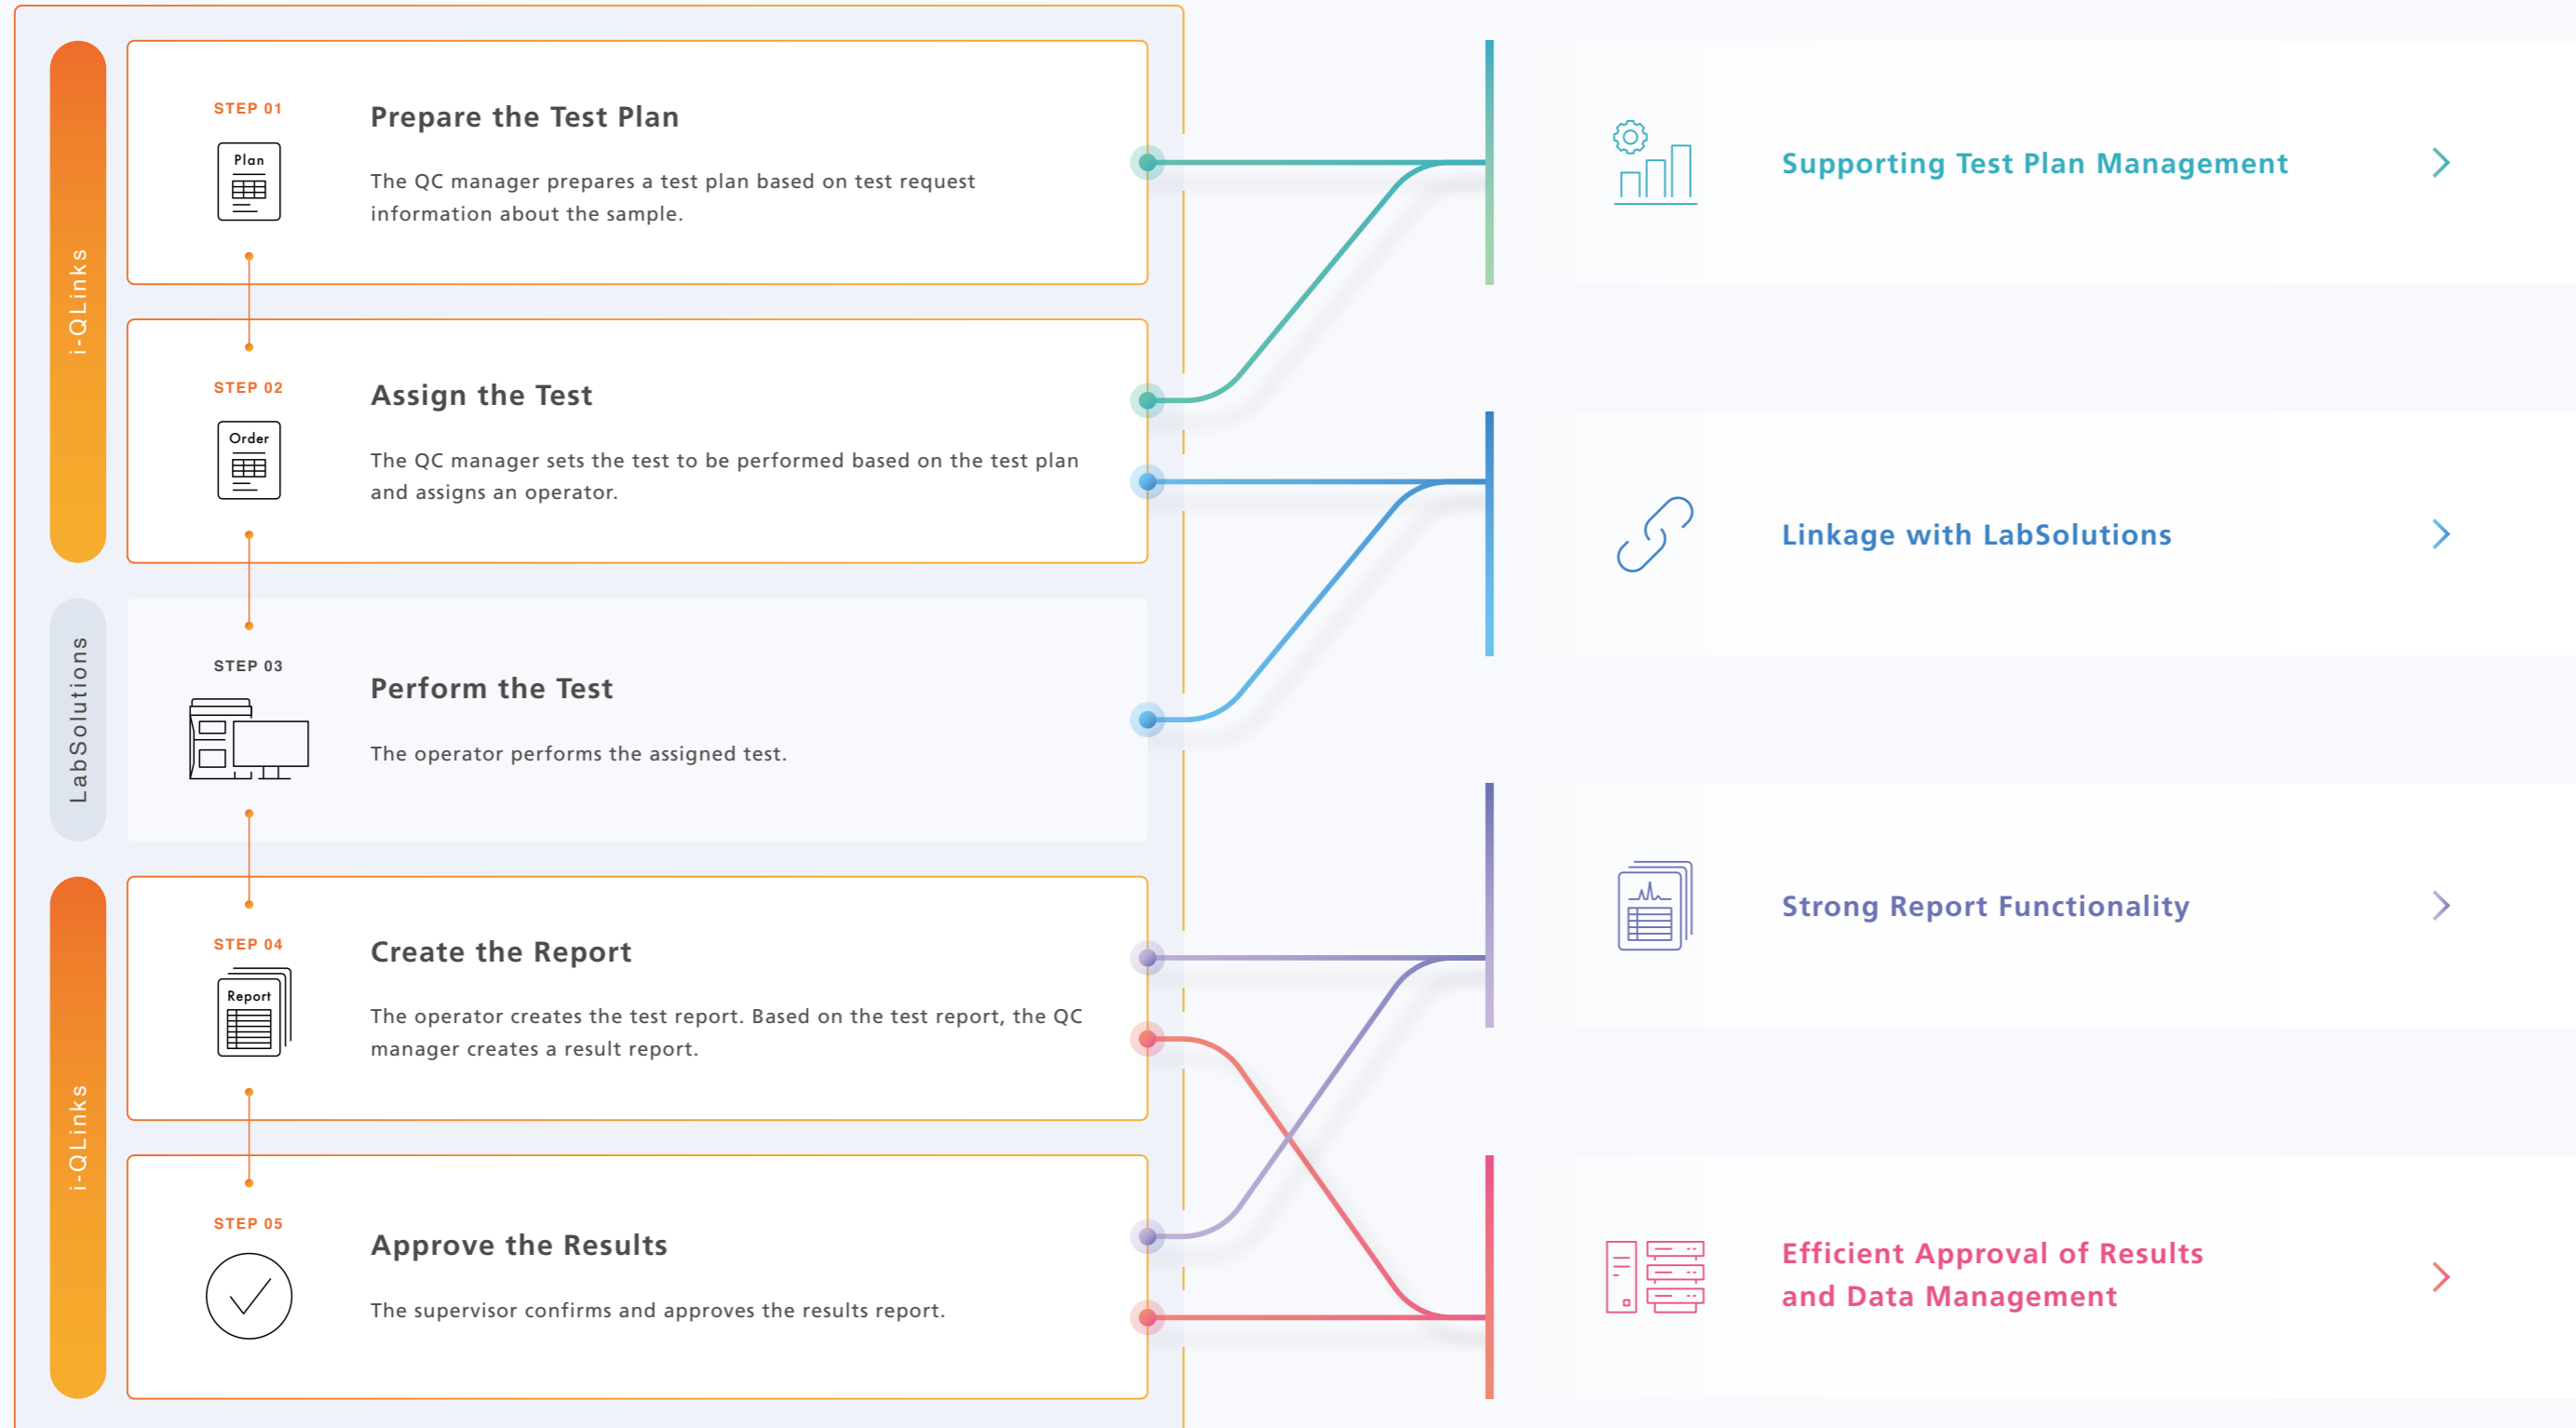 i-QLinks
STEP 01
Plan
Prepare the Test Plan
The QC manager prepares a test plan based on test request
information about the sample.
STEP 02
Order
Assign the Test
The QC manager sets the test to be performed based on the test plan
and assigns an operator.
LabSolutions
STEP 03
Perform the Test
The operator performs the assigned test.
i-QLinks
STEP 04
Report
Create the Report
The operator creates the test report. Based on the test report, the QC
manager creates a result report.
STEP 05
Approve the Results
The supervisor confirms and approves the results report.
Supporting Test Plan Management
Linkage with LabSolutions
Strong Report Functionality
Efficient Approval of Results
and Data Management